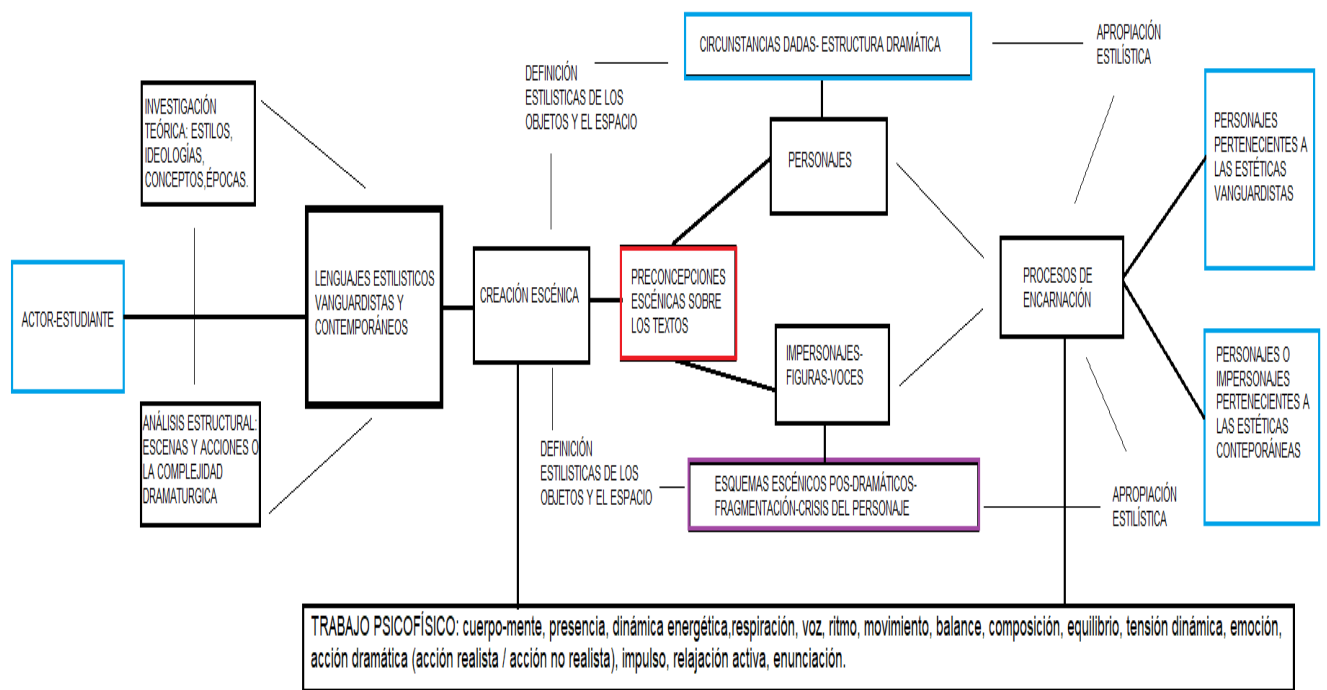 ACTOR-ESTUDIANTE
INVESTIGACIÓN
TEÓRICA: ESTILOS,
IDEOLOGÍAS,
CONCEPTOS,ÉPOCAS.
ANÁLISIS ESTRUCTURAL:
ESCENAS Y ACCIONES O
LA COMPLEJIDAD
DRAMATURGICA
LENGUAJES ESTILISTICOS
VANGUARDISTAS Y
CONTEMPORÁNEOS
CREACIÓN ESCÉNICA
DEFINICIÓN
ESTILISTICAS DE LOS
OBJETOS Y EL ESPACIO
DEFINICIÓN
ESTILISTICAS DE LOS
OBJETOS Y EL ESPACIO
PRECONCEPCIONES
ESCÉNICAS SOBRE
LOS TEXTOS
CIRCUNSTANCIAS DADAS- ESTRUCTURA DRAMÁTICA
PERSONAJES
IMPERSONAJES-
FIGURAS-VOCES
ESQUEMAS ESCÉNICOS POS-DRAMÁTICOS-
FRAGMENTACIÓN-CRISIS DEL PERSONAJE
APROPIACIÓN
ESTILÍSTICA
PROCESOS DE
ENCARNACIÓN
APROPIACIÓN
ESTILÍSTICA
PERSONAJES
PERTENECIENTES A
LAS ESTÉTICAS
VANGUARDISTAS
PERSONAJES O
IMPERSONAJES
PERTENECIENTES A
LAS ESTÉTICAS
CONTEPORÁNEAS
TRABAJO PSICOFÍSICO: cuerpo-mente, presencia, dinámica energética,respiración, voz, ritmo, movimiento, balance, composición, equilibrio, tensión dinámica, emoción,
acción dramática (acción realista / acción no realista), impulso, relajación activa, enunciación.